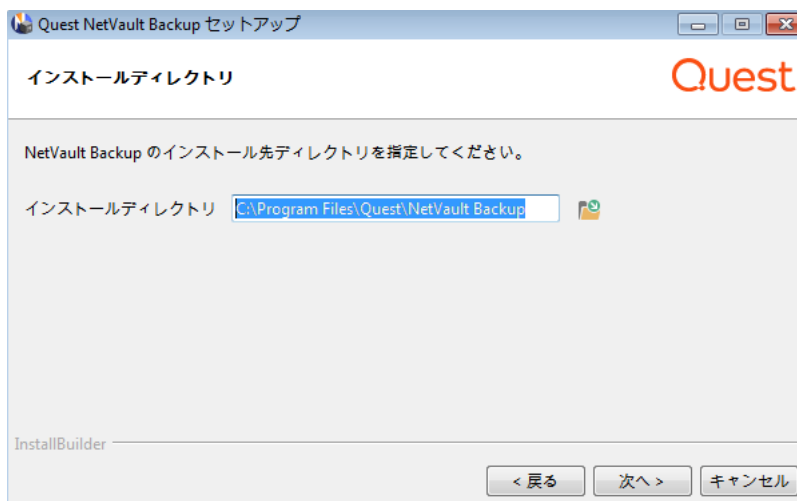 Quest NetVault Backup セットアップ
インストールディレクトリ
Quest
NetVault Backup のインストール先ディレクトリを指定してください。
インストールディレクトリ C:\Program Files\Quest\NetVault Backup
InstallBuilder
< 戻る 次へ > キャンセル